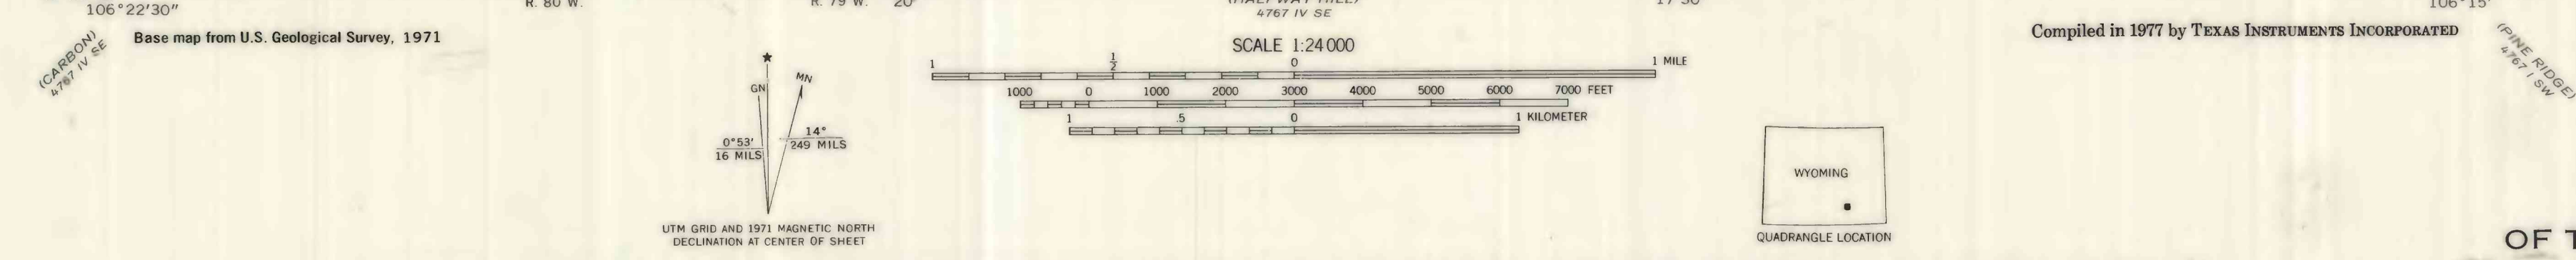 106°22'30"
R. 80 W.
R. 79 W.
20'
(HALFWAY HILL)
4767 IV SE
17'30"
106°15'
(CARBON)
4767 IV SE
Base map from U.S. Geological Survey, 1971
SCALE 1:24 000
Compiled in 1977 by TEXAS INSTRUMENTS INCORPORATED
(PINE RIDGE)
4767 I SW
1 1/2 0 1 MILE
1000 0 1000 2000 3000 4000 5000 6000 7000 FEET
1 .5 0 1 KILOMETER
★
GN
MN
0°53'
16 MILS
14°
249 MILS
UTM GRID AND 1971 MAGNETIC NORTH
DECLINATION AT CENTER OF SHEET
WYOMING
QUADRANGLE LOCATION
OF